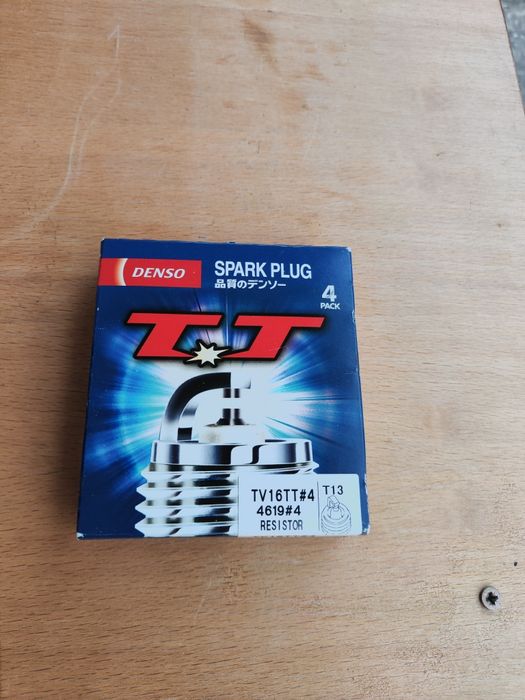 DENSO
SPARK PLUG
品質のデンソー
4
PACK
TT
TV16TT#4
4619#4
RESISTOR
T13